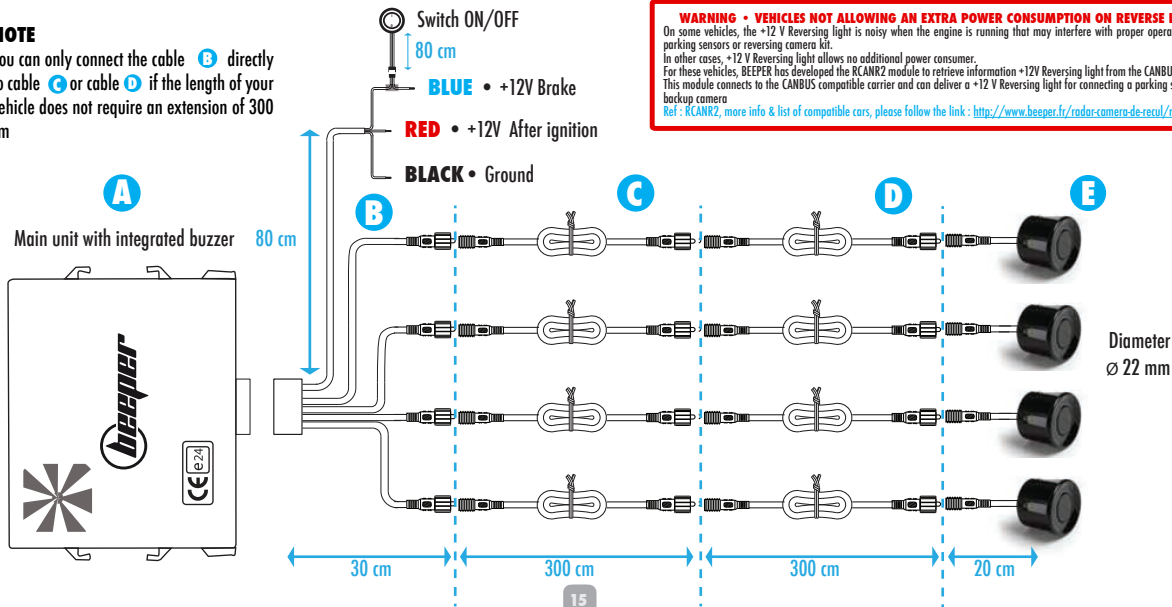 NOTE
You can only connect the cable B directly
to cable C or cable D if the length of your
vehicle does not require an extension of 300
cm
Switch ON/OFF
80 cm
BLUE • +12V Brake
RED • +12V After ignition
BLACK • Ground
WARNING • VEHICLES NOT ALLOWING AN EXTRA POWER CONSUMPTION ON REVERSE
On some vehicles, the +12 V Reversing light is noisy when the engine is running that may interfere with proper
parking sensors or reversing camera kit.
In other cases, +12 V Reversing light allows no additional power consumer.
For these vehicles, BEEPER has developed the RCANR2 module to retrieve information +12V Reversing light from the CANBU
This module connects to the CANBUS compatible carrier and can deliver a +12 V Reversing light for connecting a parking
backup camera
Ref : RCANR2, more info & list of compatible cars, please follow the link : http://www.beeper.fr/radar-camera-de-recul/
A
B
C
D
E
Main unit with integrated buzzer
80 cm
beeper
CE e24
Diameter
Ø 22 mm
30 cm
300 cm
300 cm
20 cm
15